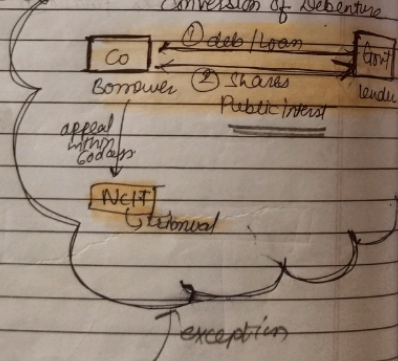 Conversion of Debenture
① deb/Loan
Co
Govt
Borrower
② Shares
lender
Public interst
appeal
within
60 days
NCLT
↳ tribunal
exception